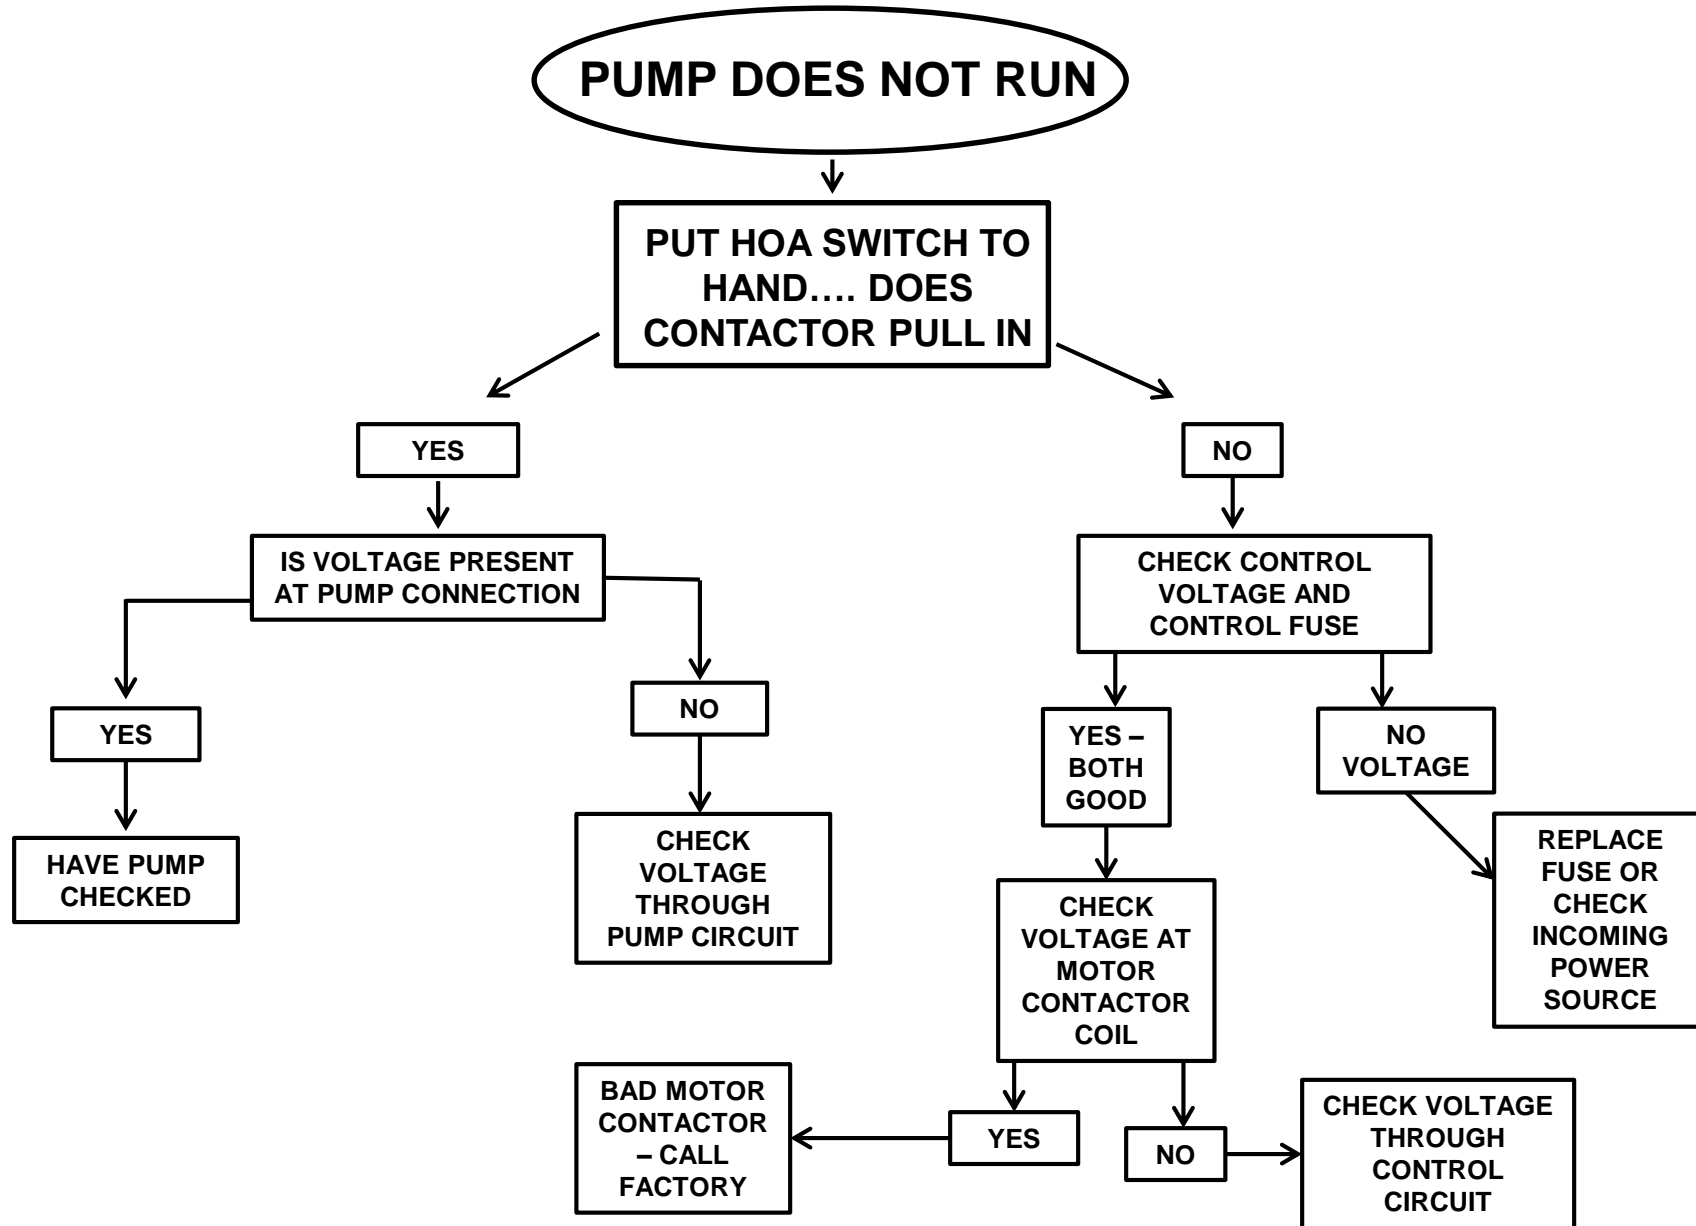 PUMP DOES NOT RUN
PUT HOA SWITCH TO
HAND.... DOES
CONTACTOR PULL IN
YES
NO
IS VOLTAGE PRESENT
AT PUMP CONNECTION
CHECK CONTROL
VOLTAGE AND
CONTROL FUSE
YES
NO
YES –
BOTH
GOOD
NO
VOLTAGE
HAVE PUMP
CHECKED
CHECK
VOLTAGE
THROUGH
PUMP CIRCUIT
CHECK
VOLTAGE AT
MOTOR
CONTACTOR
COIL
REPLACE
FUSE OR
CHECK
INCOMING
POWER
SOURCE
BAD MOTOR
CONTACTOR
– CALL
FACTORY
YES
NO
CHECK VOLTAGE
THROUGH
CONTROL
CIRCUIT